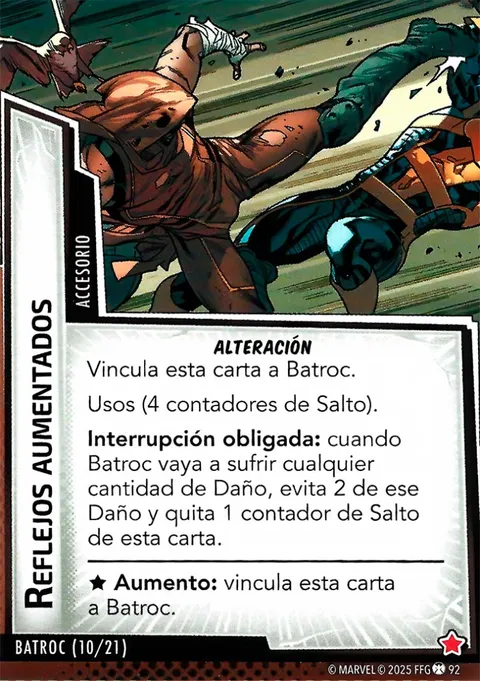 ACCESORIO
REFLEJOS AUMENTADOS
ALTERACIÓN
Vincula esta carta a Batroc.
Usos (4 contadores de Salto).
Interrupción obligada: cuando
Batroc vaya a sufrir cualquier
cantidad de Daño, evita 2 de ese
Daño y quita 1 contador de Salto
de esta carta.
★ Aumento: vincula esta carta
a Batroc.
BATROC (10/21)
© MARVEL © 2025 FFG 92